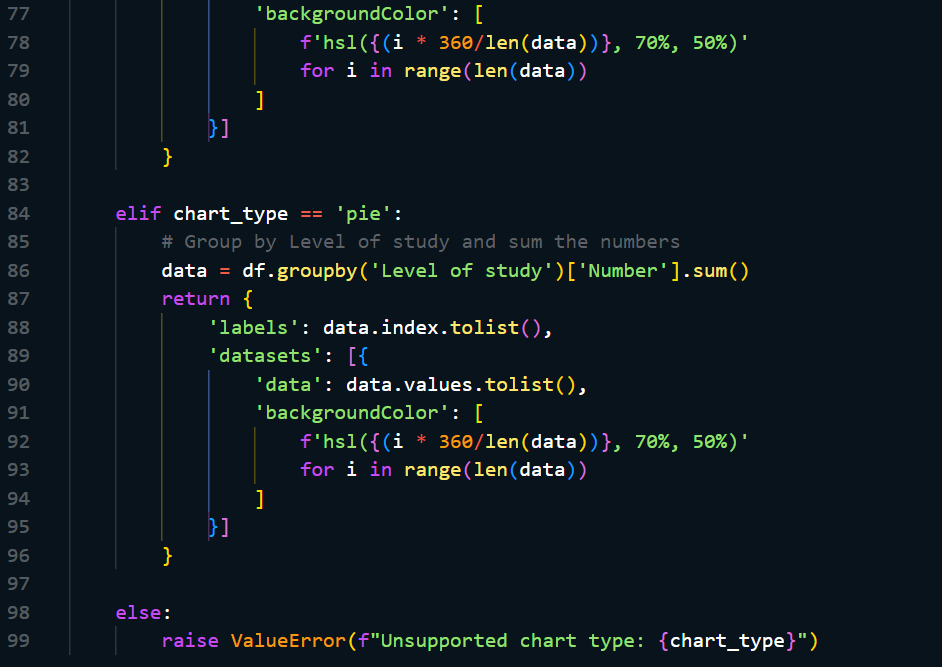 77 'backgroundColor': [
78 f'hsl({(i * 360/len(data))}, 70%, 50%)'
79 for i in range(len(data))
80 ]
81 }]
82 }
83
84 elif chart_type == 'pie':
85 # Group by Level of study and sum the numbers
86 data = df.groupby('Level of study')['Number'].sum()
87 return {
88 'labels': data.index.tolist(),
89 'datasets': [{
90 'data': data.values.tolist(),
91 'backgroundColor': [
92 f'hsl({(i * 360/len(data))}, 70%, 50%)'
93 for i in range(len(data))
94 ]
95 }]
96 }
97
98 else:
99 raise ValueError(f"Unsupported chart type: {chart_type}")